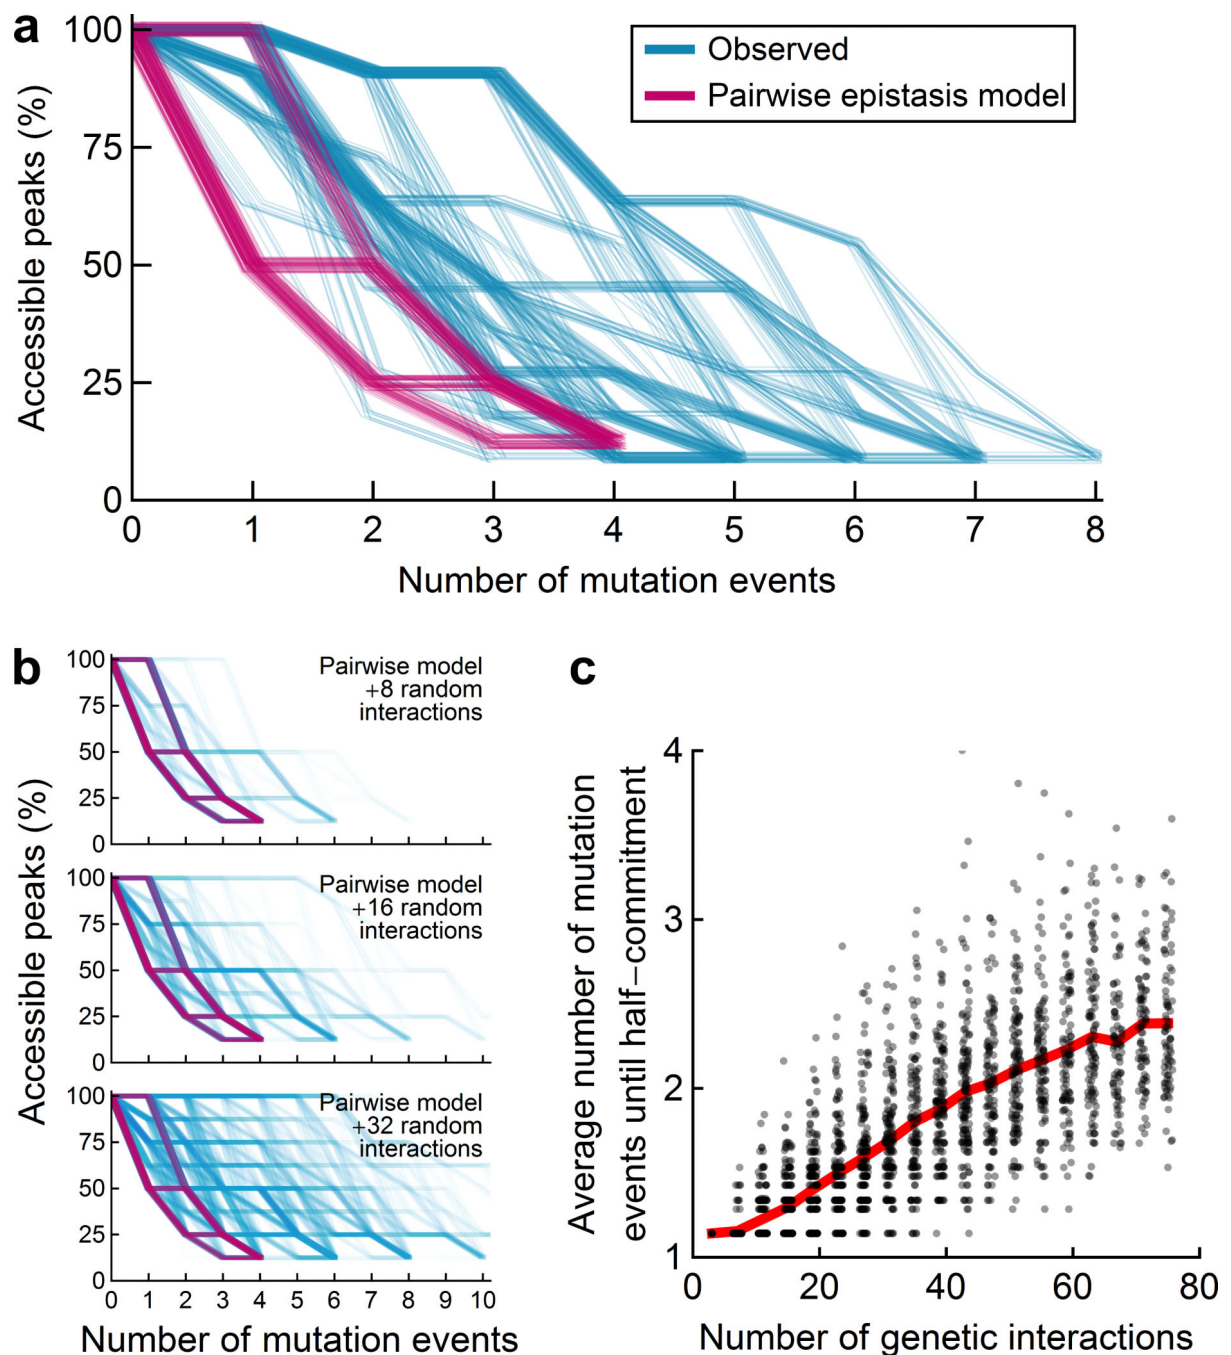 a
Accessible peaks (%)
100
75
50
25
0
Observed
Pairwise epistasis model
0 1 2 3 4 5 6 7 8
Number of mutation events
b
Accessible peaks (%)
100
75
50
25
0
Pairwise model
+8 random
interactions
100
75
50
25
0
Pairwise model
+16 random
interactions
100
75
50
25
0
Pairwise model
+32 random
interactions
0 1 2 3 4 5 6 7 8 9 10
Number of mutation events
c
Average number of mutation
events until half−commitment
4
3
2
1
0 20 40 60 80
Number of genetic interactions